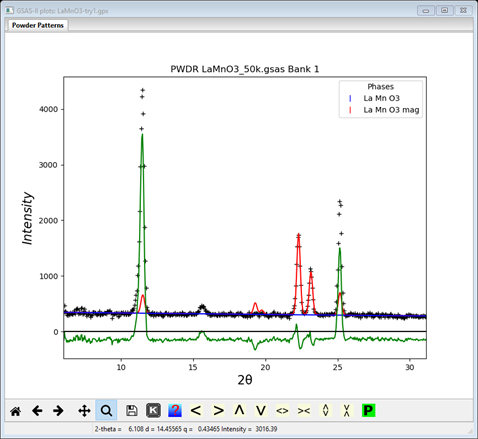 GSAS-II plots: LaMnO3-try1.gpx
Powder Patterns
PWDR LaMnO3_50k.gsas Bank 1
Phases
La Mn O3
La Mn O3 mag
4000
3000
2000
1000
0
Intensity
10 15 20 25 30
2θ
K ? < > Λ V <> >< P
2-theta = 6.108 d = 14.45565 q = 0.43465 Intensity = 3016.39